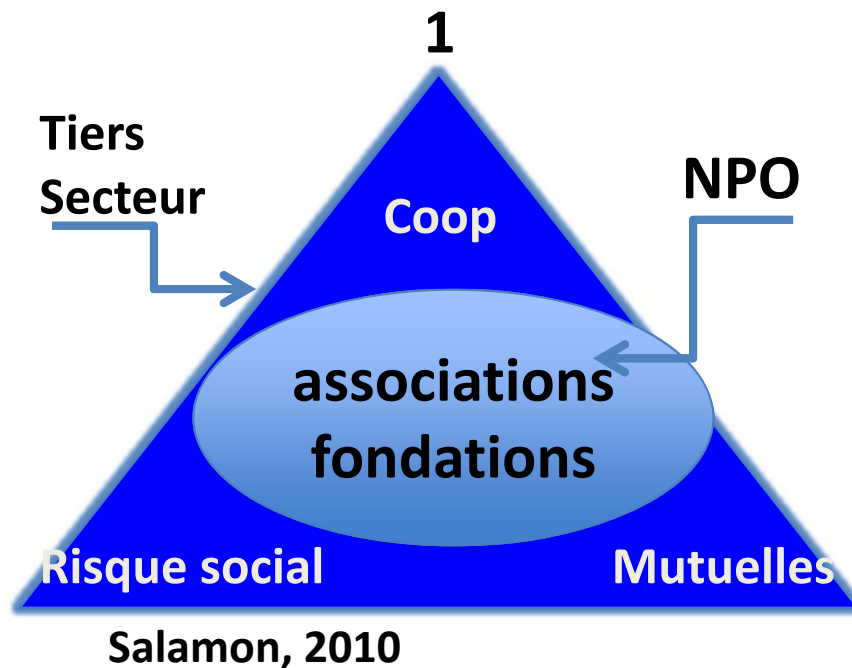 1
Tiers
Secteur
NPO
Coop
associations
fondations
Risque social
Mutuelles
Salamon, 2010